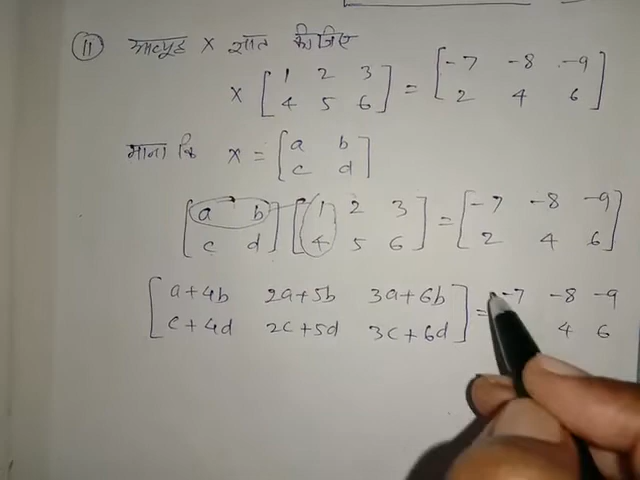 11 आव्यूह X ज्ञात कीजिए
X [1 2 3 4 5 6] = [-7 -8 -9 2 4 6]
माना कि X = [a b c d]
[a b c d] [1 2 3 4 5 6] = [-7 -8 -9 2 4 6]
[a+4b 2a+5b 3a+6b c+4d 2c+5d 3c+6d] = -7 -8 -9 4 6